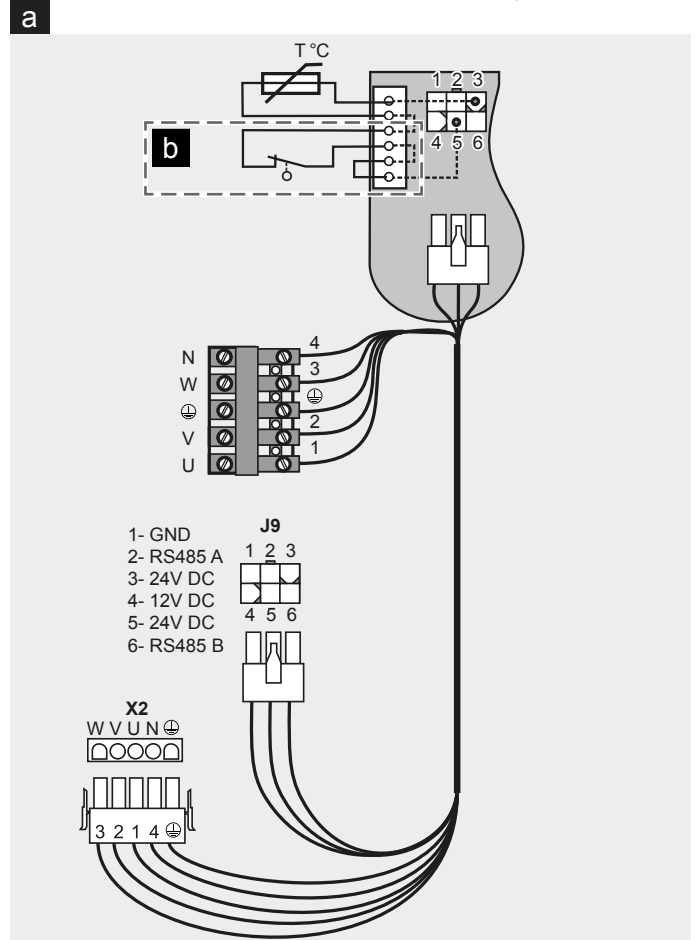 a
T °C
1 2 3
b
4 5 6
N
W
V
U
4
3
2
1
J9
1- GND
2- RS485 A
3- 24V DC
4- 12V DC
5- 24V DC
6- RS485 B
1 2 3
4 5 6
X2
W V U N
3 2 1 4